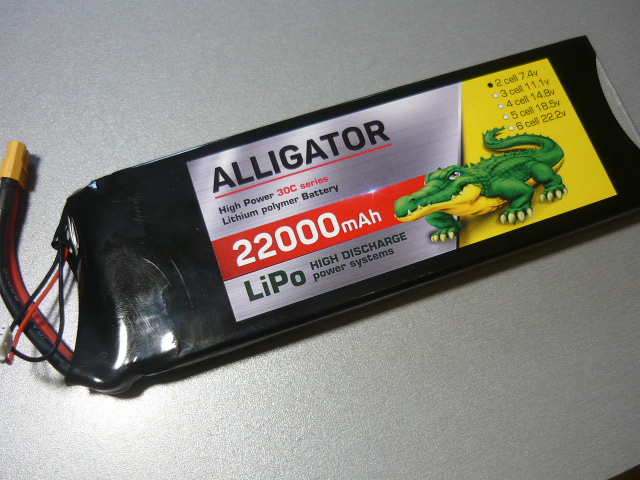 ALLIGATOR
High Power 30C series
Lithium polymer Battery
22000mAh
LiPo HIGH DISCHARGE
power systems
2 cell 7.4v
3 cell 11.1v
4 cell 14.8v
5 cell 18.5v
6 cell 22.2v